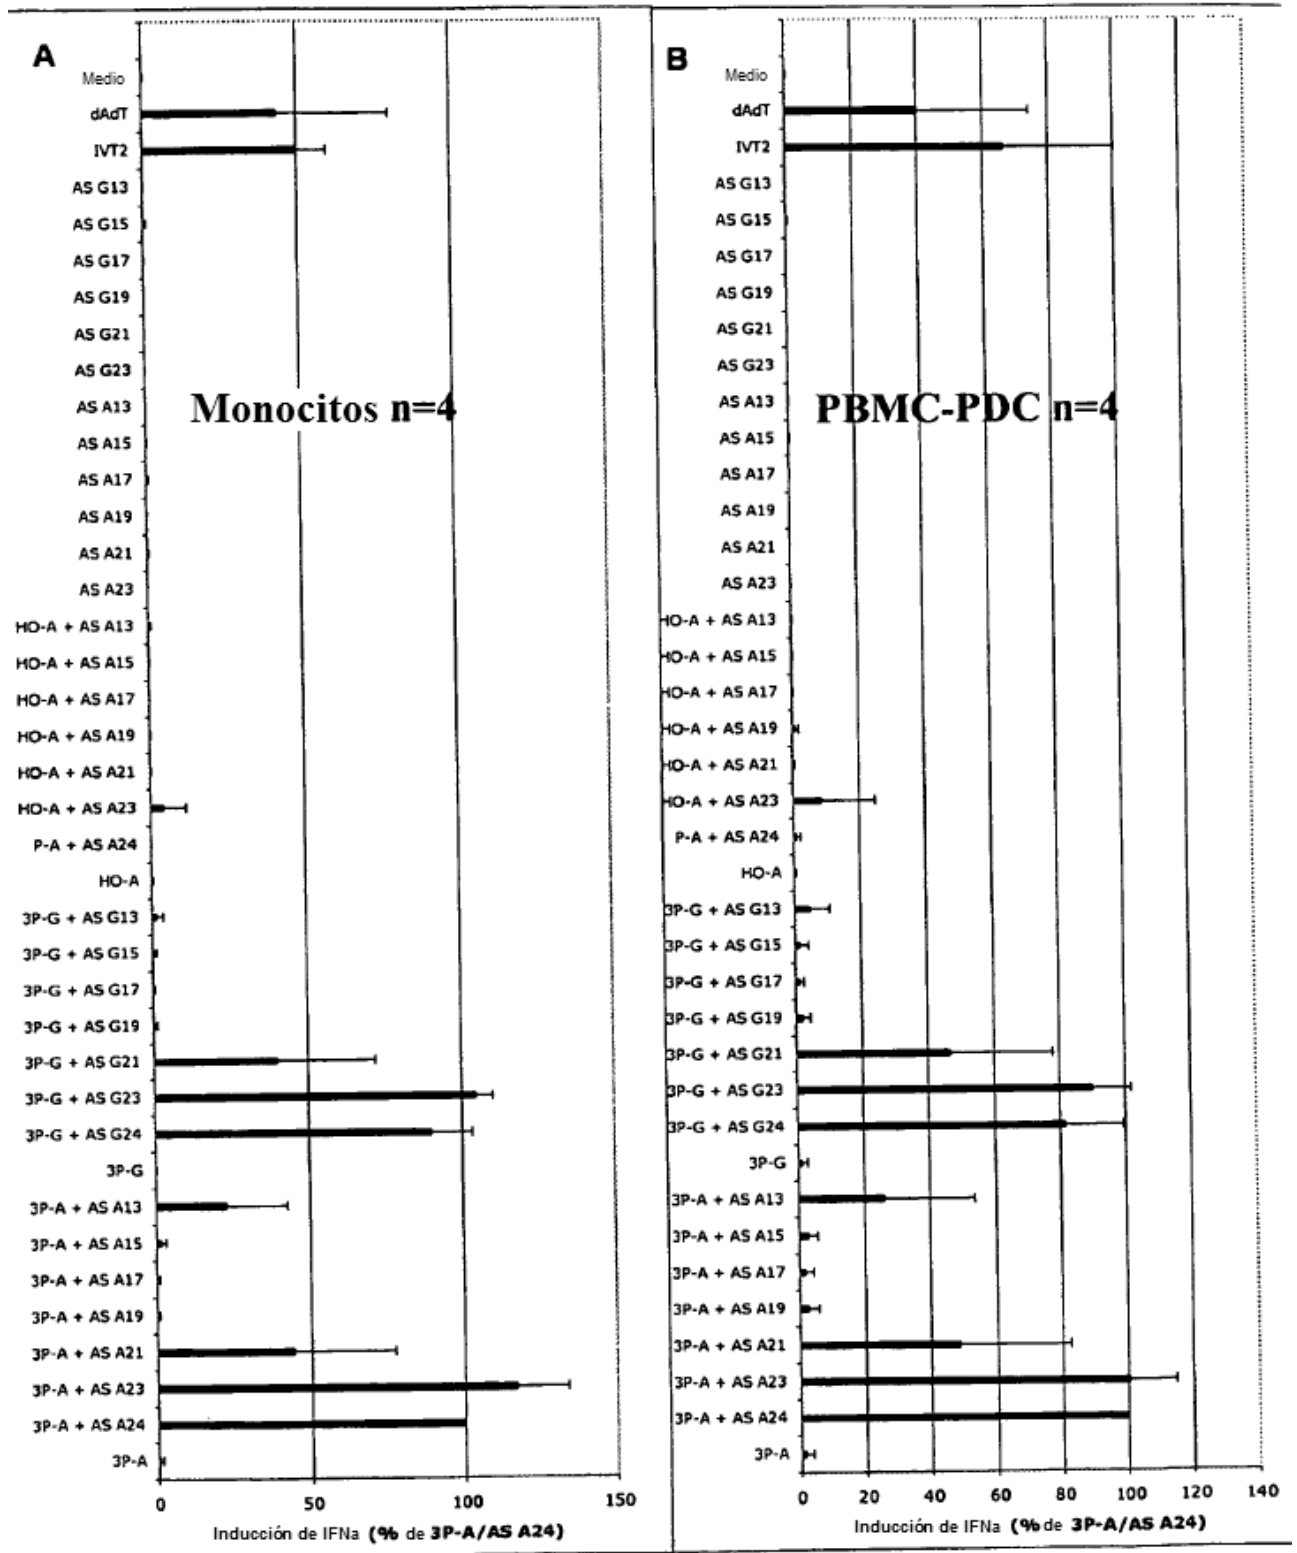 A
Medio
dAdT
IVT2
AS G13
AS G15
AS G17
AS G19
AS G21
AS G23
AS A13
AS A15
AS A17
AS A19
AS A21
AS A23
HO-A + AS A13
HO-A + AS A15
HO-A + AS A17
HO-A + AS A19
HO-A + AS A21
HO-A + AS A23
P-A + AS A24
HO-A
3P-G + AS G13
3P-G + AS G15
3P-G + AS G17
3P-G + AS G19
3P-G + AS G21
3P-G + AS G23
3P-G + AS G24
3P-G
3P-A + AS A13
3P-A + AS A15
3P-A + AS A17
3P-A + AS A19
3P-A + AS A21
3P-A + AS A23
3P-A + AS A24
3P-A
Monocitos n=4
0 50 100 150
Inducción de IFNa (% de 3P-A/AS A24)
B
Medio
dAdT
IVT2
AS G13
AS G15
AS G17
AS G19
AS G21
AS G23
AS A13
AS A15
AS A17
AS A19
AS A21
AS A23
HO-A + AS A13
HO-A + AS A15
HO-A + AS A17
HO-A + AS A19
HO-A + AS A21
HO-A + AS A23
P-A + AS A24
HO-A
3P-G + AS G13
3P-G + AS G15
3P-G + AS G17
3P-G + AS G19
3P-G + AS G21
3P-G + AS G23
3P-G + AS G24
3P-G
3P-A + AS A13
3P-A + AS A15
3P-A + AS A17
3P-A + AS A19
3P-A + AS A21
3P-A + AS A23
3P-A + AS A24
3P-A
PBMC-PDC n=4
0 20 40 60 80 100 120 140
Inducción de IFNa (% de 3P-A/AS A24)